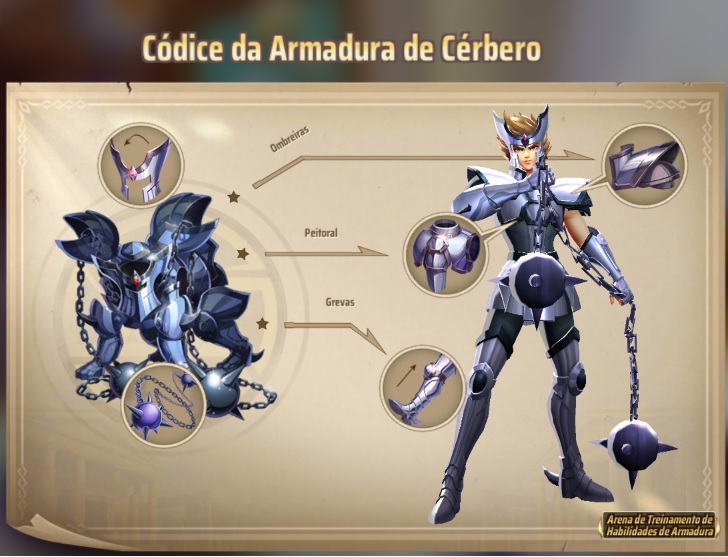 Códice da Armadura de Cérbero
Ombreiras
Peitoral
Grevas
Arena de Treinamento de
Habilidades de Armadura